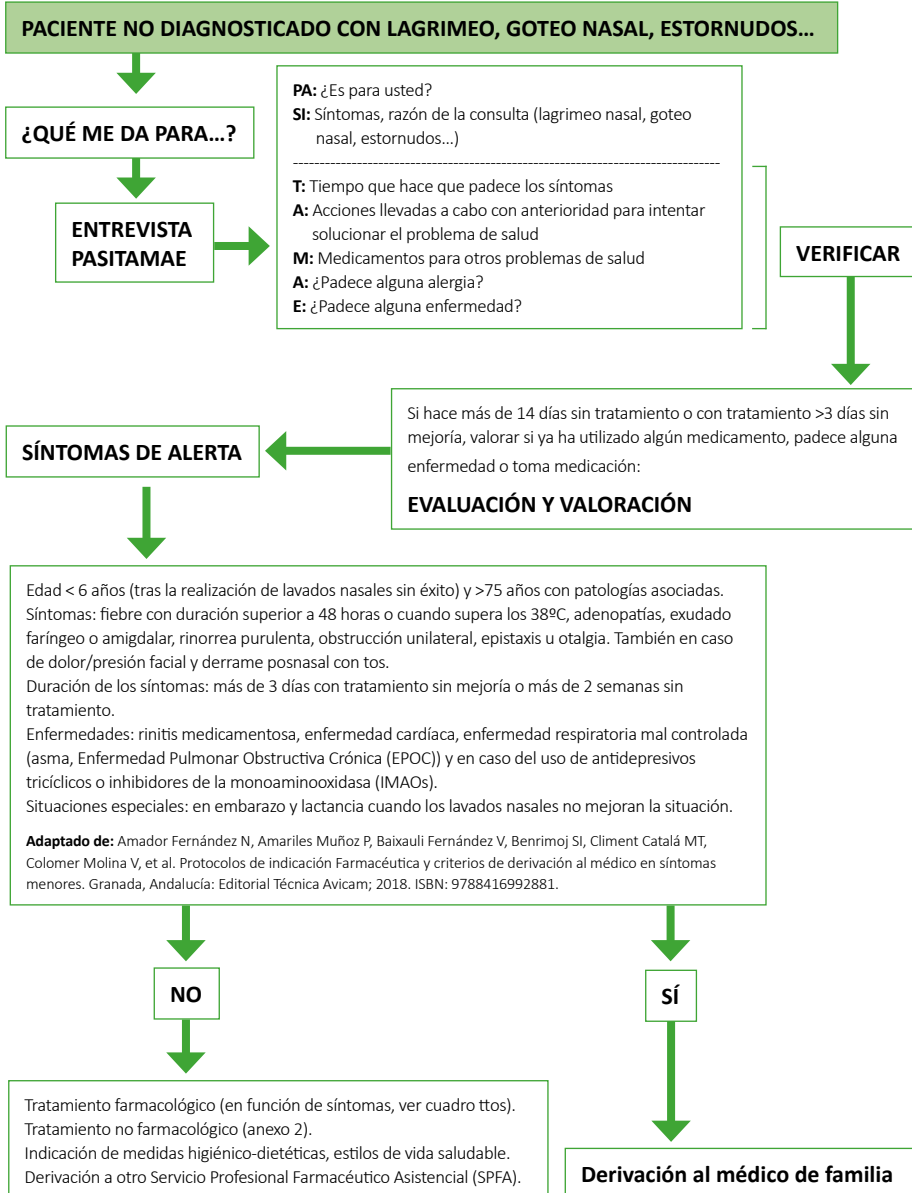 PACIENTE NO DIAGNOSTICADO CON LAGRIMEO, GOTEO NASAL, ESTORNUDOS...
¿QUÉ ME DA PARA...?
ENTREVISTA
PASITAMAE
PA: ¿Es para usted?
SI: Síntomas, razón de la consulta (lagrimeo nasal, goteo
nasal, estornudos...)
T: Tiempo que hace que padece los síntomas
A: Acciones llevadas a cabo con anterioridad para intentar
solucionar el problema de salud
M: Medicamentos para otros problemas de salud
A: ¿Padece alguna alergia?
E: ¿Padece alguna enfermedad?
VERIFICAR
Si hace más de 14 días sin tratamiento o con tratamiento >3 días sin
mejoría, valorar si ya ha utilizado algún medicamento, padece alguna
enfermedad o toma medicación:
EVALUACIÓN Y VALORACIÓN
SÍNTOMAS DE ALERTA
Edad < 6 años (tras la realización de lavados nasales sin éxito) y >75 años con patologías asociadas.
Síntomas: fiebre con duración superior a 48 horas o cuando supera los 38ºC, adenopatías, exudado
faríngeo o amigdalar, rinorrea purulenta, obstrucción unilateral, epistaxis u otalgia. También en caso
de dolor/presión facial y derrame posnasal con tos.
Duración de los síntomas: más de 3 días con tratamiento sin mejoría o más de 2 semanas sin
tratamiento.
Enfermedades: rinitis medicamentosa, enfermedad cardíaca, enfermedad respiratoria mal controlada
(asma, Enfermedad Pulmonar Obstructiva Crónica (EPOC)) y en caso del uso de antidepresivos
tricíclicos o inhibidores de la monoaminooxidasa (IMAOs).
Situaciones especiales: en embarazo y lactancia cuando los lavados nasales no mejoran la situación.
Adaptado de: Amador Fernández N, Amariles Muñoz P, Baixauli Fernández V, Benrimoj SI, Climent Catalá MT,
Colomer Molina V, et al. Protocolos de indicación Farmacéutica y criterios de derivación al médico en síntomas
menores. Granada, Andalucía: Editorial Técnica Avicam; 2018. ISBN: 9788416992881.
NO
SÍ
Tratamiento farmacológico (en función de síntomas, ver cuadro ttos).
Tratamiento no farmacológico (anexo 2).
Indicación de medidas higiénico-dietéticas, estilos de vida saludable.
Derivación a otro Servicio Profesional Farmacéutico Asistencial (SPFA).
Derivación al médico de familia